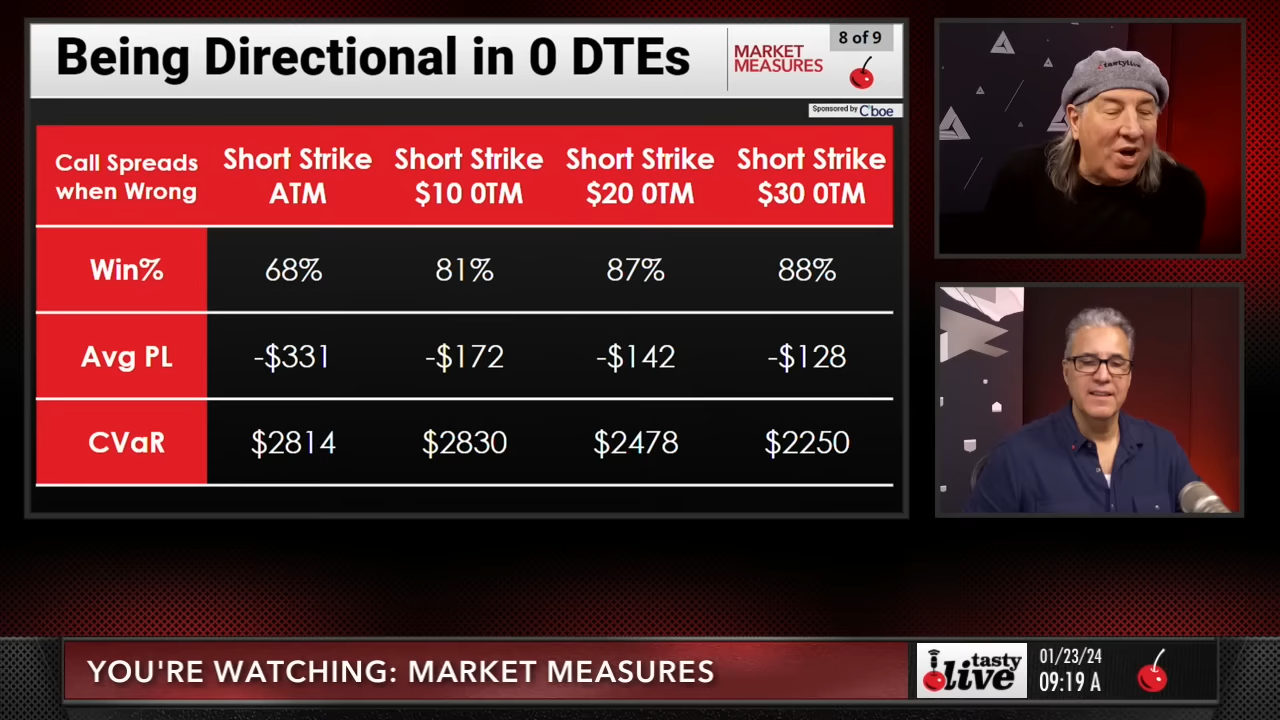 Being Directional in 0 DTEs
MARKET
MEASURES
8 of 9
Sponsored by Cboe
Call Spreads
when Wrong
Short Strike
ATM
Short Strike
$10 0TM
Short Strike
$20 0TM
Short Strike
$30 0TM
Win%
68%
81%
87%
88%
Avg PL
-$331
-$172
-$142
-$128
CVaR
$2814
$2830
$2478
$2250
tastylive
YOU'RE WATCHING: MARKET MEASURES
tasty
live
01/23/24
09:19 A